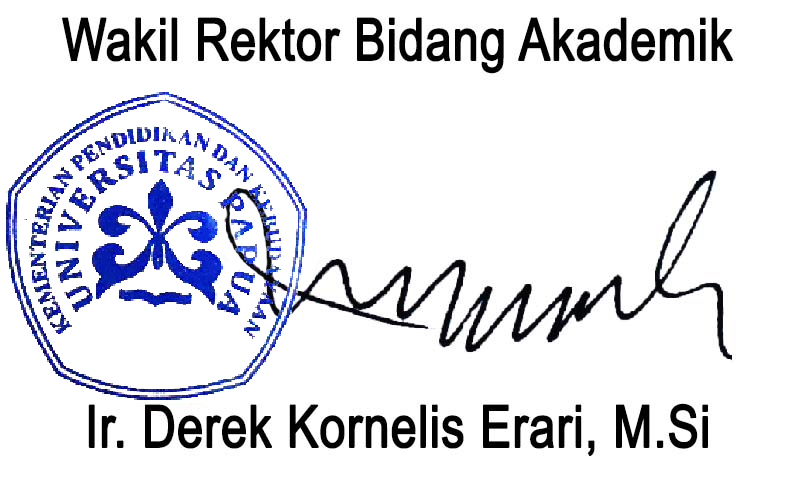 Wakil Rektor Bidang Akademik
KEMENTERIAN PENDIDIKAN DAN KEBUDAYAAN
UNIVERSITAS PAPUA
Ir. Derek Kornelis Erari, M.Si